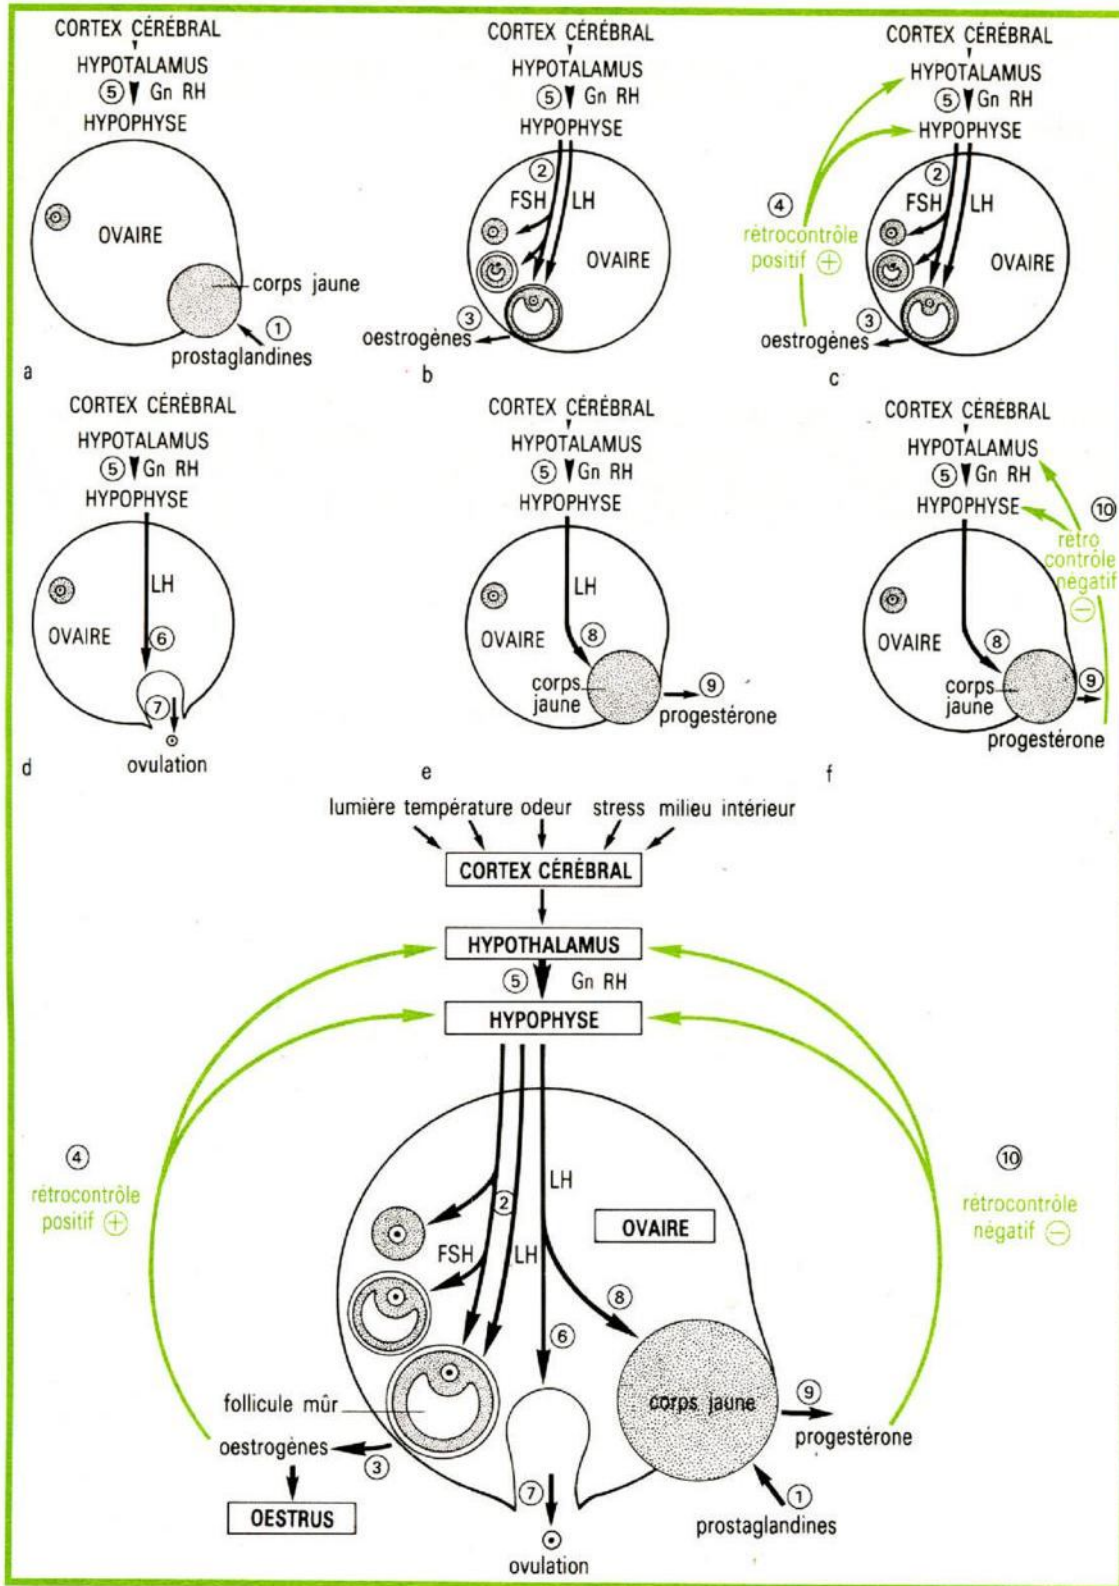 CORTEX CÉRÉBRAL
HYPOTALAMUS
⑤ Gn RH
HYPOPHYSE
OVAIRE
corps jaune
①
prostaglandines
a
CORTEX CÉRÉBRAL
HYPOTALAMUS
⑤ Gn RH
HYPOPHYSE
②
FSH LH
OVAIRE
③
oestrogènes
b
CORTEX CÉRÉBRAL
HYPOTALAMUS
⑤ Gn RH
HYPOPHYSE
②
FSH LH
④
rétrocontrôle
positif ⊕
OVAIRE
③
oestrogènes
c
CORTEX CÉRÉBRAL
HYPOTALAMUS
⑤ Gn RH
HYPOPHYSE
LH
OVAIRE ⑥
⑦
ovulation
d
CORTEX CÉRÉBRAL
HYPOTALAMUS
⑤ Gn RH
HYPOPHYSE
LH
OVAIRE ⑧
corps
jaune
⑨
progestérone
e
CORTEX CÉRÉBRAL
HYPOTALAMUS
⑤ Gn RH
HYPOPHYSE
⑩
rétro
contrôle
négatif
⊖
OVAIRE ⑧
corps
jaune
⑨
progestérone
f
lumière température odeur stress milieu intérieur
CORTEX CÉRÉBRAL
HYPOTHALAMUS
⑤ Gn RH
HYPOPHYSE
④
rétrocontrôle
positif ⊕
⑩
rétrocontrôle
négatif ⊖
②
FSH LH
LH
OVAIRE
⑧
⑥
follicule mûr
corps jaune
⑨
progestérone
oestrogènes
③
OESTRUS
⑦
①
prostaglandines
ovulation